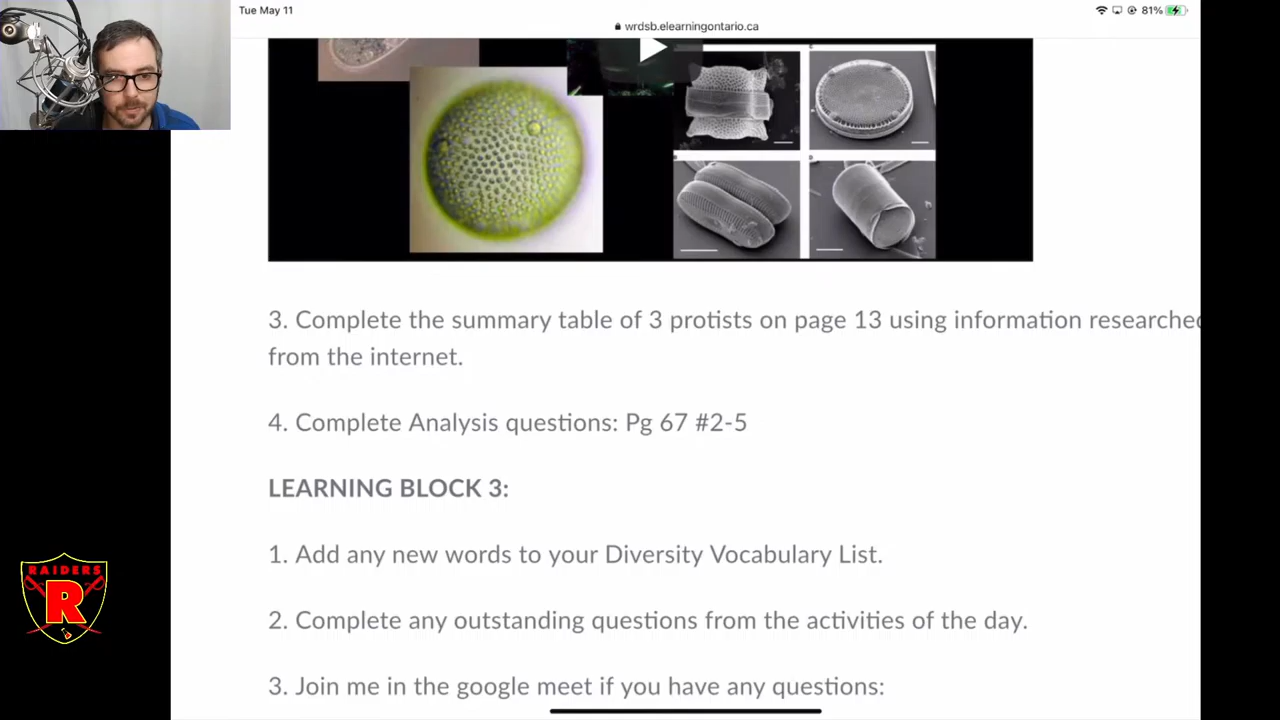 Tue May 11
81%
wrdsb.elearningontario.ca
3. Complete the summary table of 3 protists on page 13 using information researched
from the internet.
4. Complete Analysis questions: Pg 67 #2-5
LEARNING BLOCK 3:
1. Add any new words to your Diversity Vocabulary List.
RAIDERS
R
2. Complete any outstanding questions from the activities of the day.
3. Join me in the google meet if you have any questions: